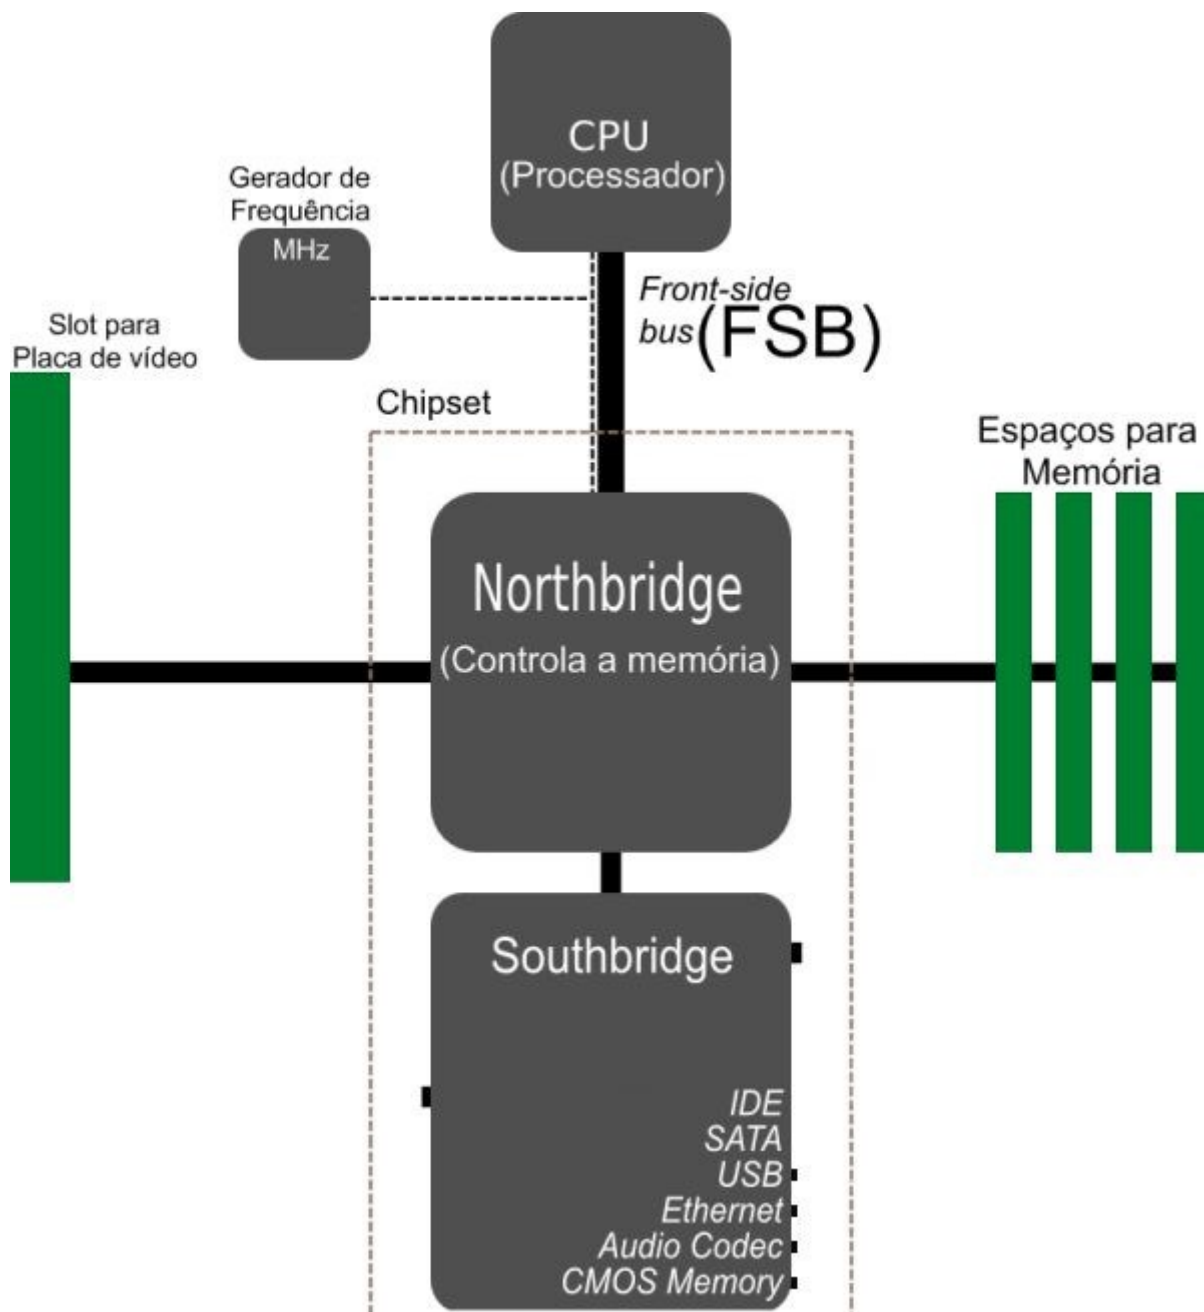 CPU
(Processador)
Gerador de
Frequência
MHz
Front-side
bus(FSB)
Slot para
Placa de vídeo
Chipset
Espaços para
Memória
Northbridge
(Controla a memória)
Southbridge
IDE
SATA
USB
Ethernet
Audio Codec
CMOS Memory